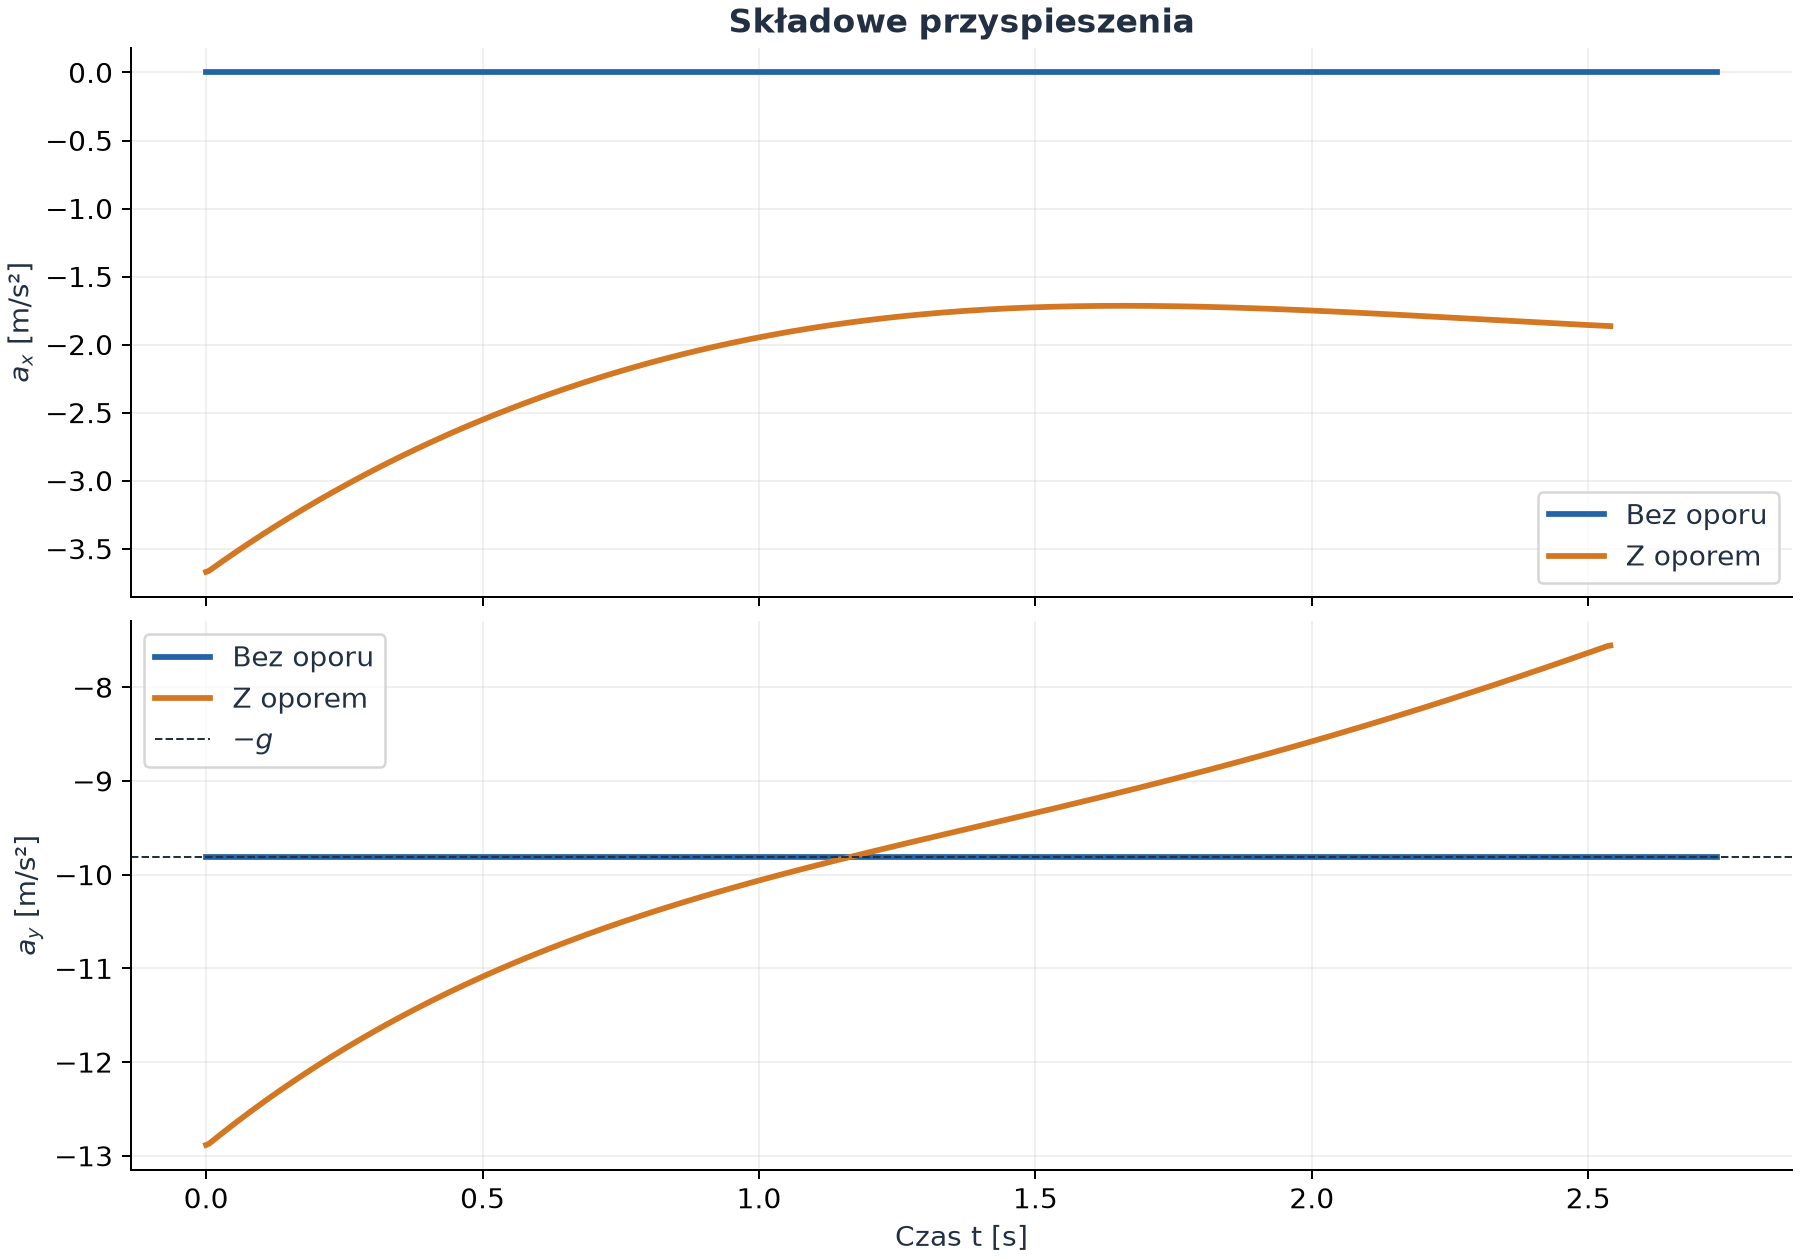 Składowe przyspieszenia
0.0
−0.5
−1.0
−1.5
−2.0
−2.5
−3.0
−3.5
aₓ [m/s²]
Bez oporu
Z oporem
Bez oporu
Z oporem
−g
−8
−9
−10
−11
−12
−13
a_y [m/s²]
0.0 0.5 1.0 1.5 2.0 2.5
Czas t [s]